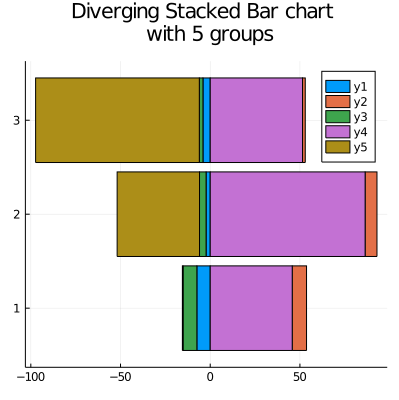 Diverging Stacked Bar chart
with 5 groups
y1
y2
y3
y4
y5
3
2
1
−100 −50 0 50